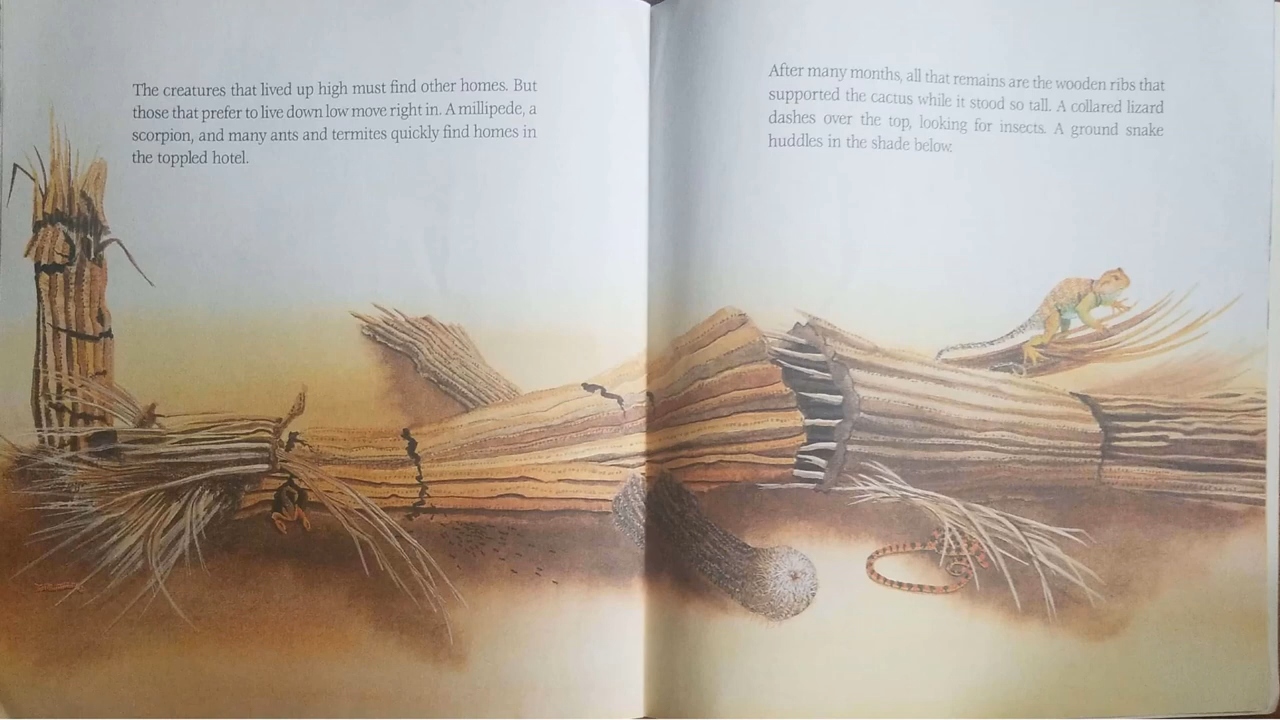 The creatures that lived up high must find other homes. But
those that prefer to live down low move right in. A millipede, a
scorpion, and many ants and termites quickly find homes in
the toppled hotel.
After many months, all that remains are the wooden ribs that
supported the cactus while it stood so tall. A collared lizard
dashes over the top, looking for insects. A ground snake
huddles in the shade below.